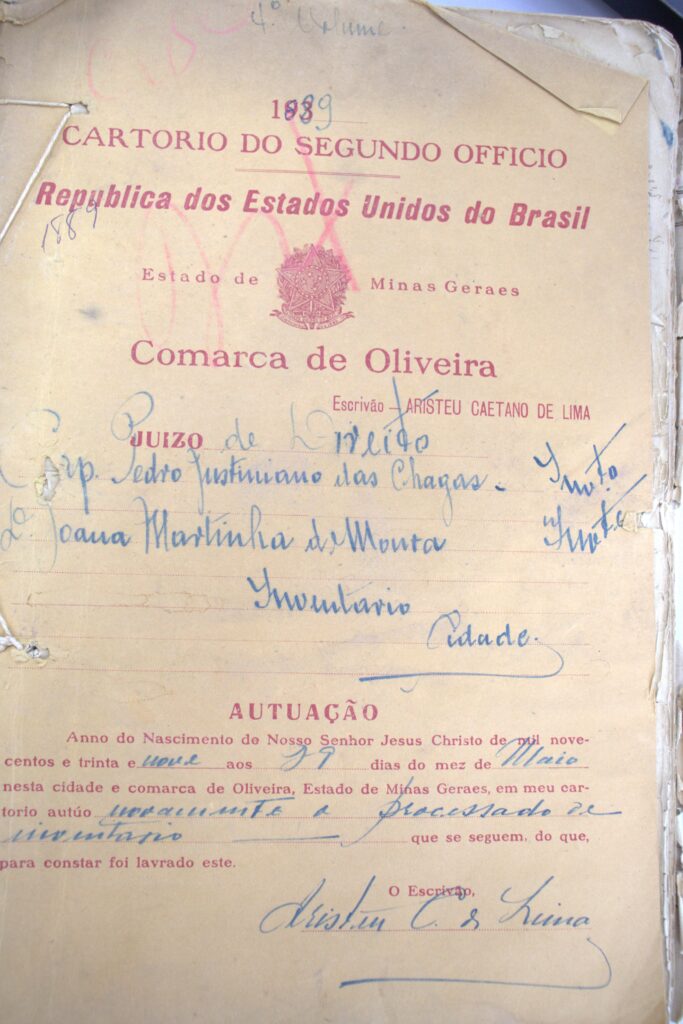 4º Volume.
1889
CARTORIO DO SEGUNDO OFFICIO
Republica dos Estados Unidos do Brasil
1889
Estado de Minas Geraes
Comarca de Oliveira
Escrivão - ARISTEU CAETANO DE LIMA
JUIZO de Direito
Corp. Pedro Justiniano das Chagas - Invto
Dª. Joana Martinha de Moura Invte
Inventario
Cidade.
AUTUAÇÃO
Anno do Nascimento de Nosso Senhor Jesus Christo de mil nove-
centos e trinta e nove aos dias do mez de Maio
nesta cidade e comarca de Oliveira, Estado de Minas Geraes, em meu car-
torio autúo novamente o processado de
inventario que se seguem, do que,
para constar foi lavrado este.
O Escrivão,
Aristeu C. de Lima